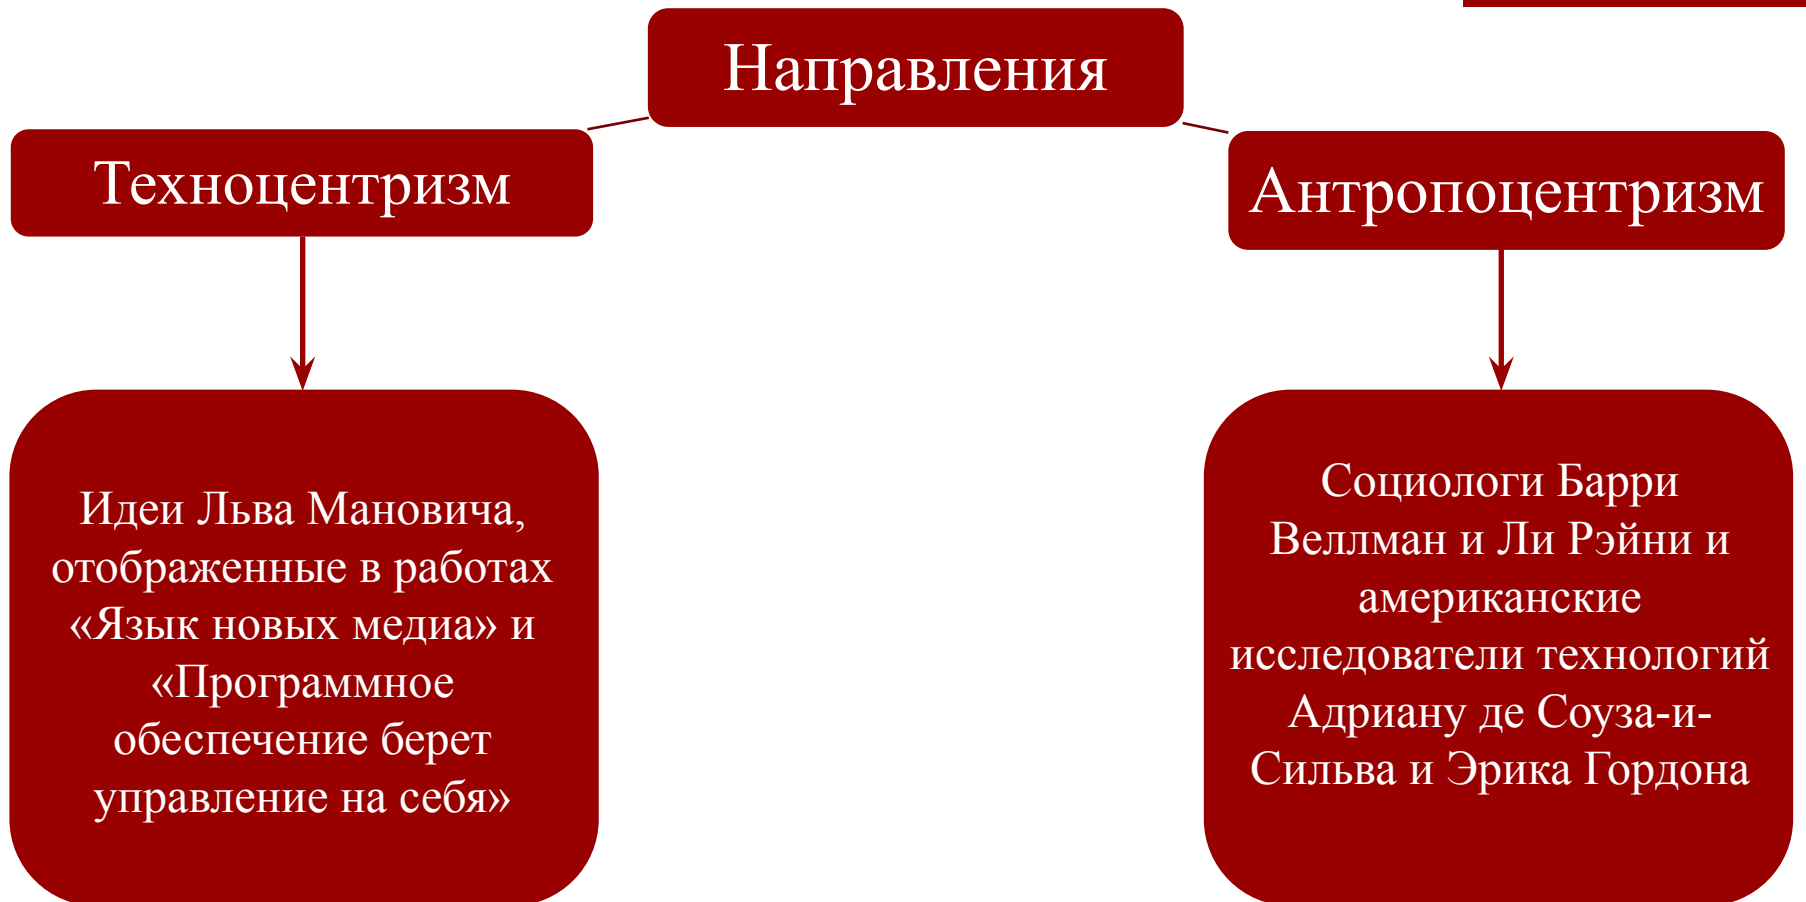 Направления
Техноцентризм
Антропоцентризм
Идеи Льва Мановича,
отображенные в работах
«Язык новых медиа» и
«Программное
обеспечение берет
управление на себя»
Социологи Барри
Веллман и Ли Рэйни и
американские
исследователи технологий
Адриану де Соуза-и-
Сильва и Эрика Гордона